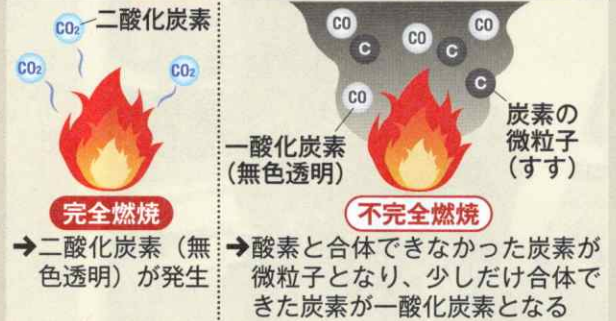 CO₂
二酸化炭素
CO₂
CO₂
完全燃焼
➔二酸化炭素（無
色透明）が発生
CO
C
CO
C
CO
CO
C
一酸化炭素
（無色透明）
炭素の
微粒子
（すす）
不完全燃焼
➔酸素と合体できなかった炭素が
微粒子となり、少しだけ合体で
きた炭素が一酸化炭素となる